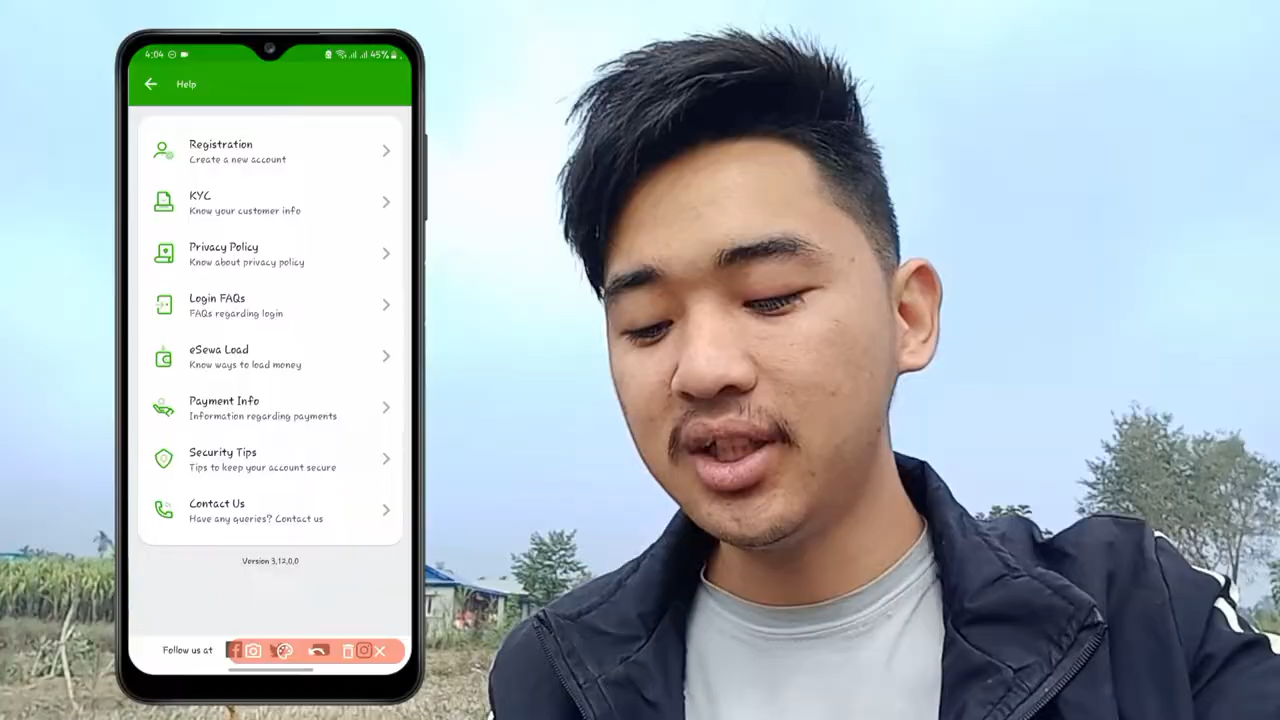 4:04
45%
Help
Registration
Create a new account
KYC
Know your customer info
Privacy Policy
Know about privacy policy
Login FAQs
FAQs regarding login
eSewa Load
Know ways to load money
Payment Info
Information regarding payments
Security Tips
Tips to keep your account secure
Contact Us
Have any queries? Contact us
Version 3.12.0.0
Follow us at